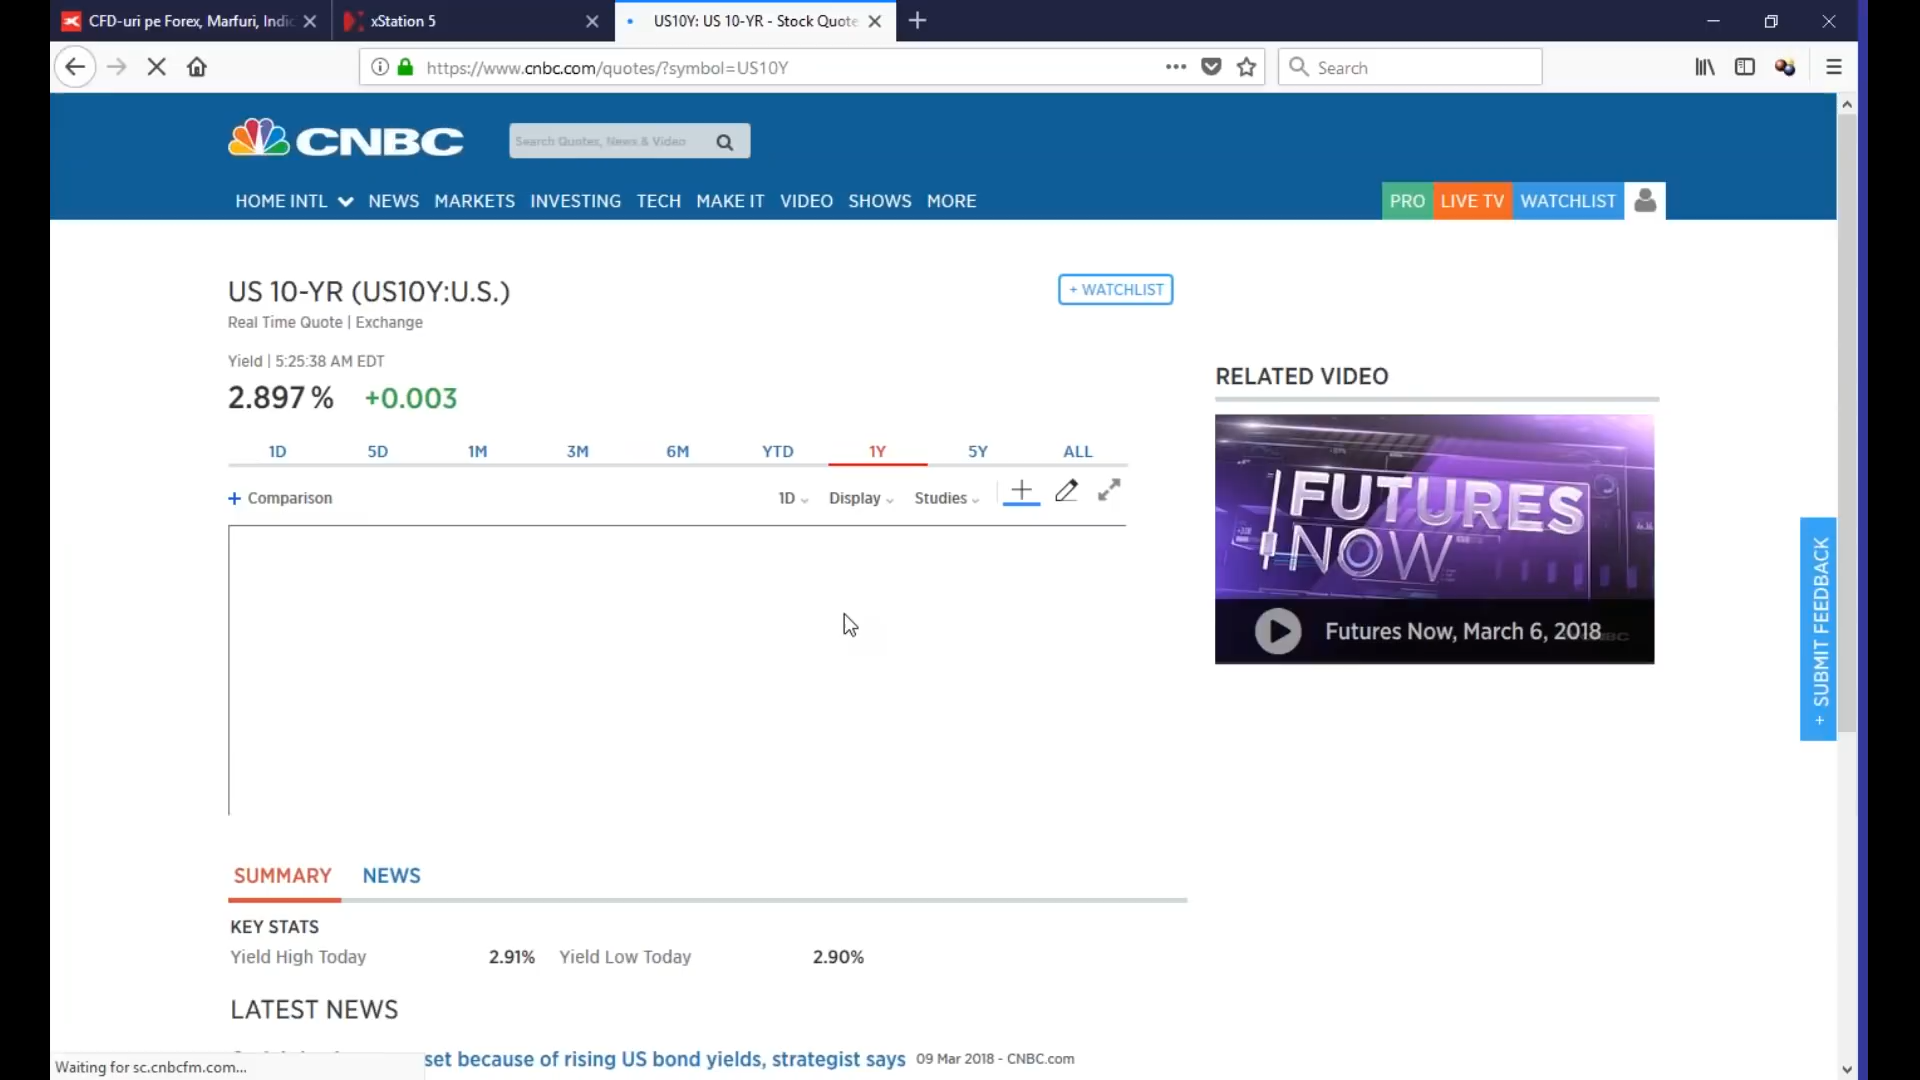 CFD-uri pe Forex, Marfuri, Indic
xStation 5
US10Y: US 10-YR - Stock Quote
https://www.cnbc.com/quotes/?symbol=US10Y
Search
CNBC
Search Quotes, News & Video
HOME INTL NEWS MARKETS INVESTING TECH MAKE IT VIDEO SHOWS MORE
PRO LIVE TV WATCHLIST
US 10-YR (US10Y:U.S.)
+ WATCHLIST
Real Time Quote | Exchange
Yield | 5:25:38 AM EDT
2.897 % +0.003
1D 5D 1M 3M 6M YTD 1Y 5Y ALL
+ Comparison
1D Display Studies
RELATED VIDEO
FUTURES
NOW
Futures Now, March 6, 2018
+ SUBMIT FEEDBACK
SUMMARY NEWS
KEY STATS
Yield High Today 2.91% Yield Low Today 2.90%
LATEST NEWS
set because of rising US bond yields, strategist says 09 Mar 2018 - CNBC.com
Waiting for sc.cnbcfm.com...